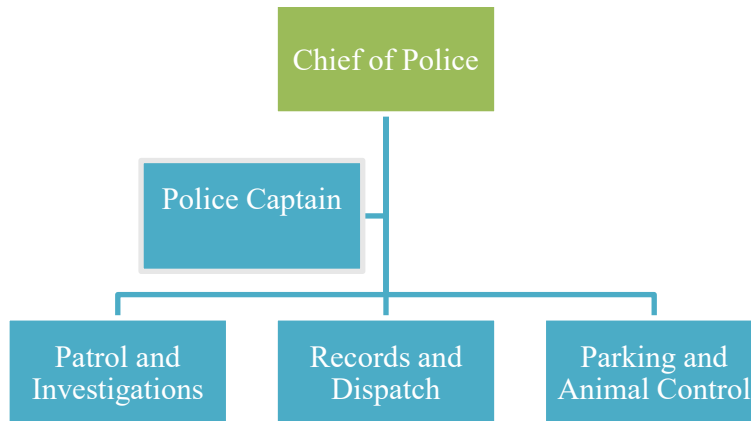 Chief of Police
Police Captain
Patrol and
Investigations
Records and
Dispatch
Parking and
Animal Control